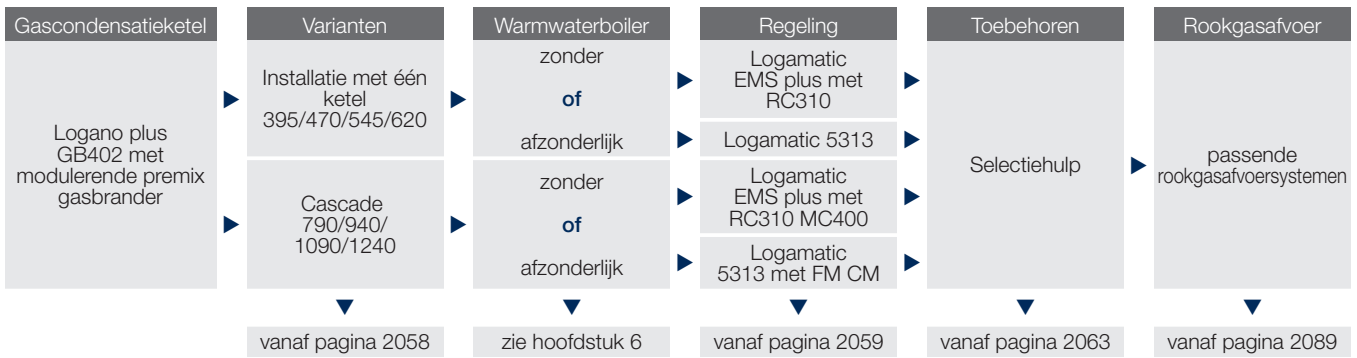 Gascondensatieketel
Varianten
Warmwaterboiler
Regeling
Toebehoren
Rookgasafvoer
Logano plus
GB402 met
modulerende premix
gasbrander
Installatie met één
ketel
395/470/545/620
Cascade
790/940/
1090/1240
zonder
of
afzonderlijk
zonder
of
afzonderlijk
Logamatic
EMS plus met
RC310
Logamatic 5313
Logamatic
EMS plus met
RC310 MC400
Logamatic
5313 met FM CM
Selectiehulp
passende
rookgasafvoersystemen
vanaf pagina 2058
zie hoofdstuk 6
vanaf pagina 2059
vanaf pagina 2063
vanaf pagina 2089